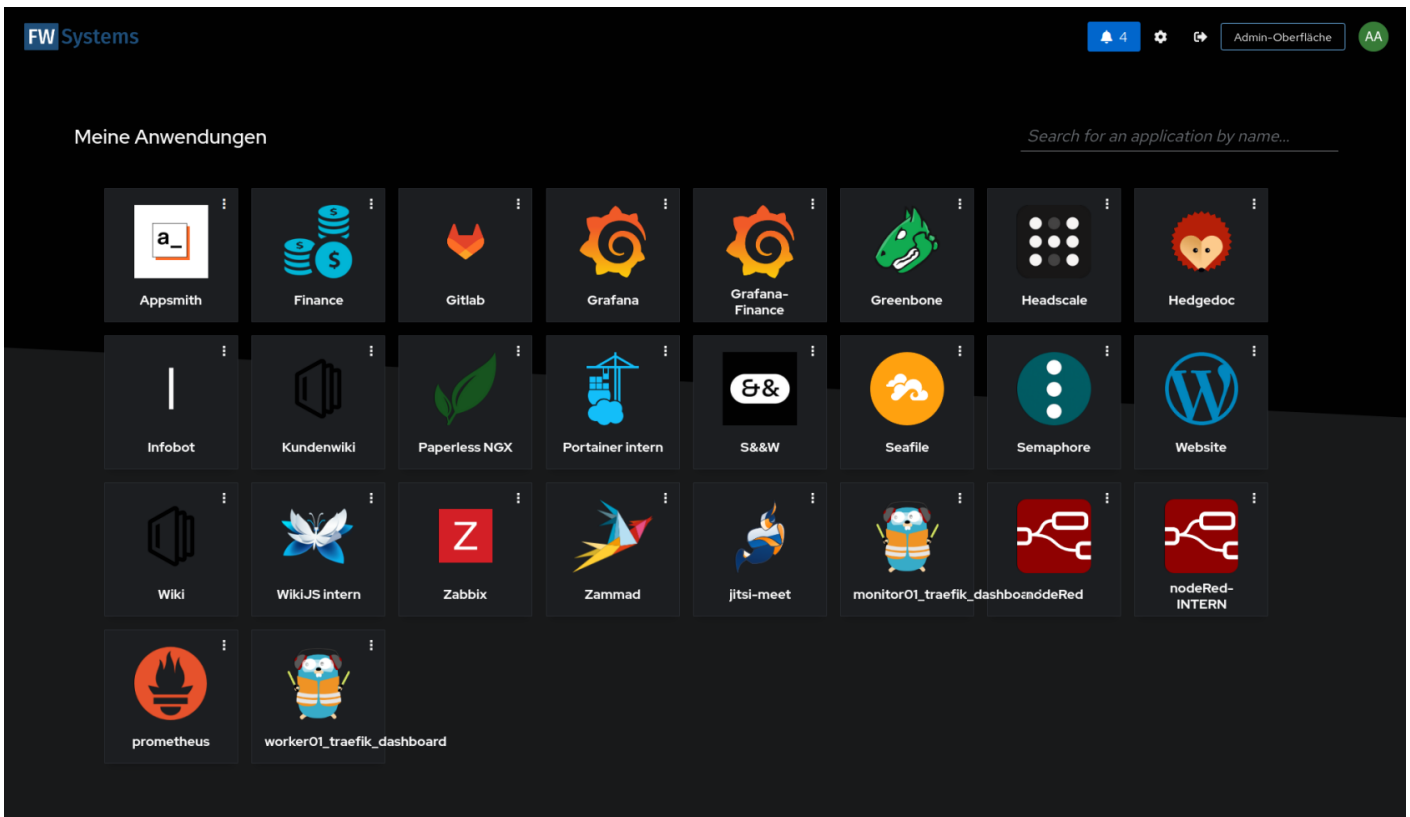 FW Systems
4
Admin-Oberfläche
AA
Meine Anwendungen
Search for an application by name...
a_
Appsmith
$
$
$
Finance
Gitlab
Grafana
Grafana-
Finance
Greenbone
Headscale
Hedgedoc
I
Infobot
Kundenwiki
Paperless NGX
Portainer intern
&&
S&&W
Seafile
Semaphore
W
Website
Wiki
WikiJS intern
Z
Zabbix
Zammad
jitsi-meet
monitor01_traefik_dashboard
nodeRed
nodeRed-
INTERN
prometheus
worker01_traefik_dashboard